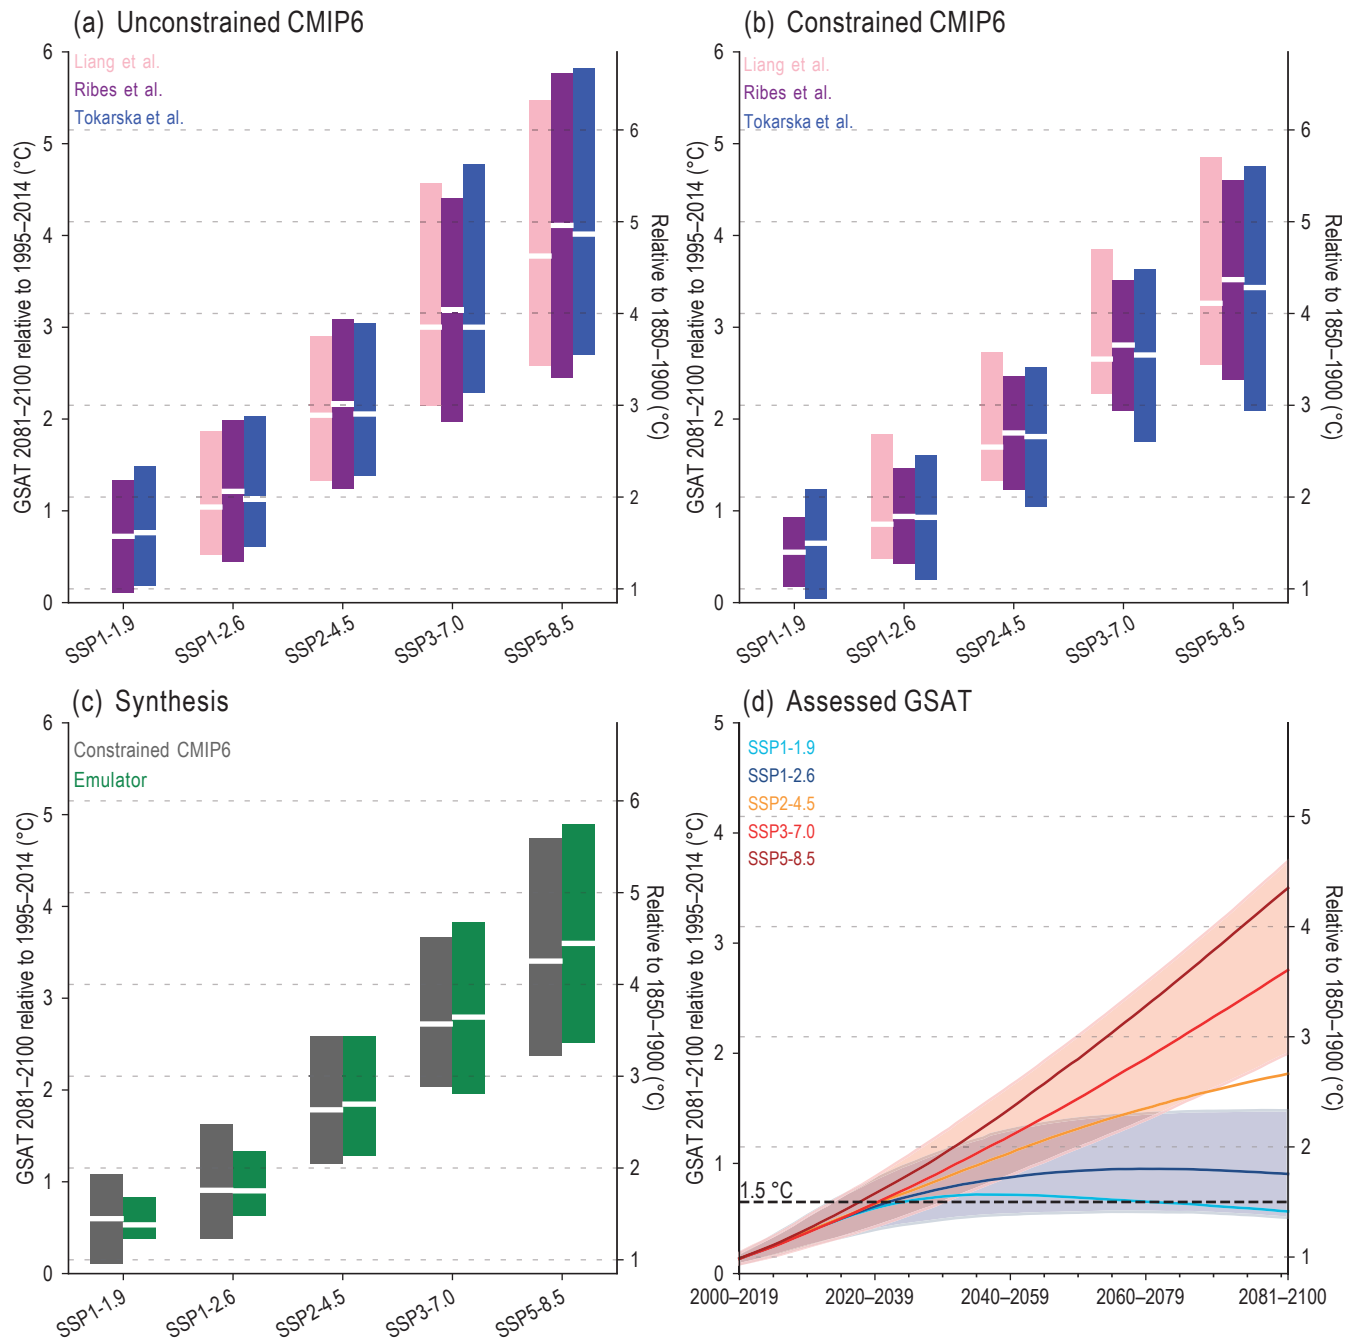 (a) Unconstrained CMIP6
Liang et al.
Ribes et al.
Tokarska et al.
GSAT 2081–2100 relative to 1995–2014 (°C)
6
5
4
3
2
1
0
Relative to 1850–1900 (°C)
6
5
4
3
2
1
SSP1-1.9
SSP1-2.6
SSP2-4.5
SSP3-7.0
SSP5-8.5
(b) Constrained CMIP6
Liang et al.
Ribes et al.
Tokarska et al.
GSAT 2081–2100 relative to 1995–2014 (°C)
6
5
4
3
2
1
0
Relative to 1850–1900 (°C)
6
5
4
3
2
1
SSP1-1.9
SSP1-2.6
SSP2-4.5
SSP3-7.0
SSP5-8.5
(c) Synthesis
Constrained CMIP6
Emulator
GSAT 2081–2100 relative to 1995–2014 (°C)
6
5
4
3
2
1
0
Relative to 1850–1900 (°C)
6
5
4
3
2
1
SSP1-1.9
SSP1-2.6
SSP2-4.5
SSP3-7.0
SSP5-8.5
(d) Assessed GSAT
SSP1-1.9
SSP1-2.6
SSP2-4.5
SSP3-7.0
SSP5-8.5
GSAT 2081–2100 relative to 1995–2014 (°C)
5
4
3
2
1
0
1.5 °C
Relative to 1850–1900 (°C)
5
4
3
2
1
2000–2019
2020–2039
2040–2059
2060–2079
2081–2100